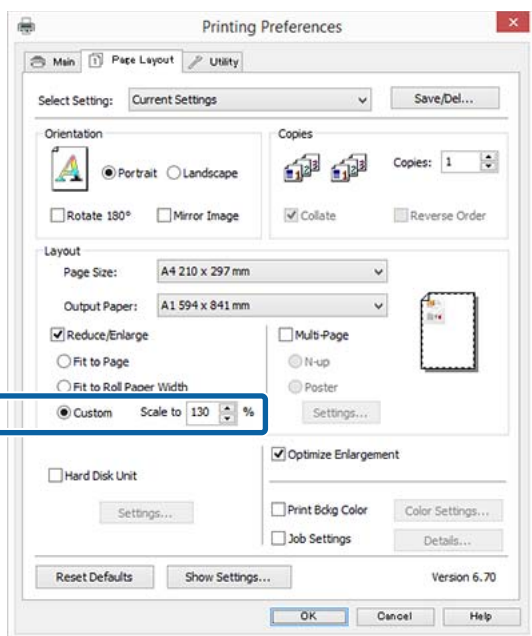 Printing Preferences
Main Page Layout Utility
Select Setting: Current Settings Save/Del...
Orientation
Portrait Landscape
Rotate 180° Mirror Image
Copies
Copies: 1
Collate Reverse Order
Layout
Page Size: A4 210 x 297 mm
Output Paper: A1 594 x 841 mm
Reduce/Enlarge
Fit to Page
Fit to Roll Paper Width
Custom Scale to 130 %
Multi-Page
N-up
Poster
Settings...
Optimize Enlargement
Hard Disk Unit
Settings...
Print Bckg Color Color Settings...
Job Settings Details...
Reset Defaults Show Settings... Version 6.70
OK Cancel Help